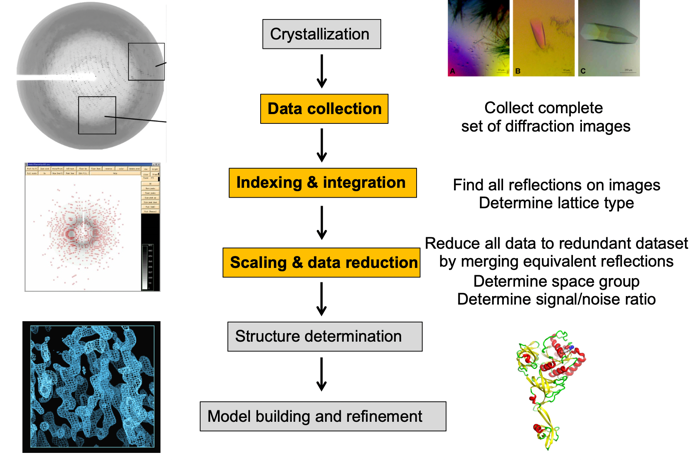 Crystallization
A
B
C
Data collection
Collect complete
set of diffraction images
Indexing & integration
Find all reflections on images
Determine lattice type
Scaling & data reduction
Reduce all data to redundant dataset
by merging equivalent reflections
Determine space group
Determine signal/noise ratio
Structure determination
Model building and refinement